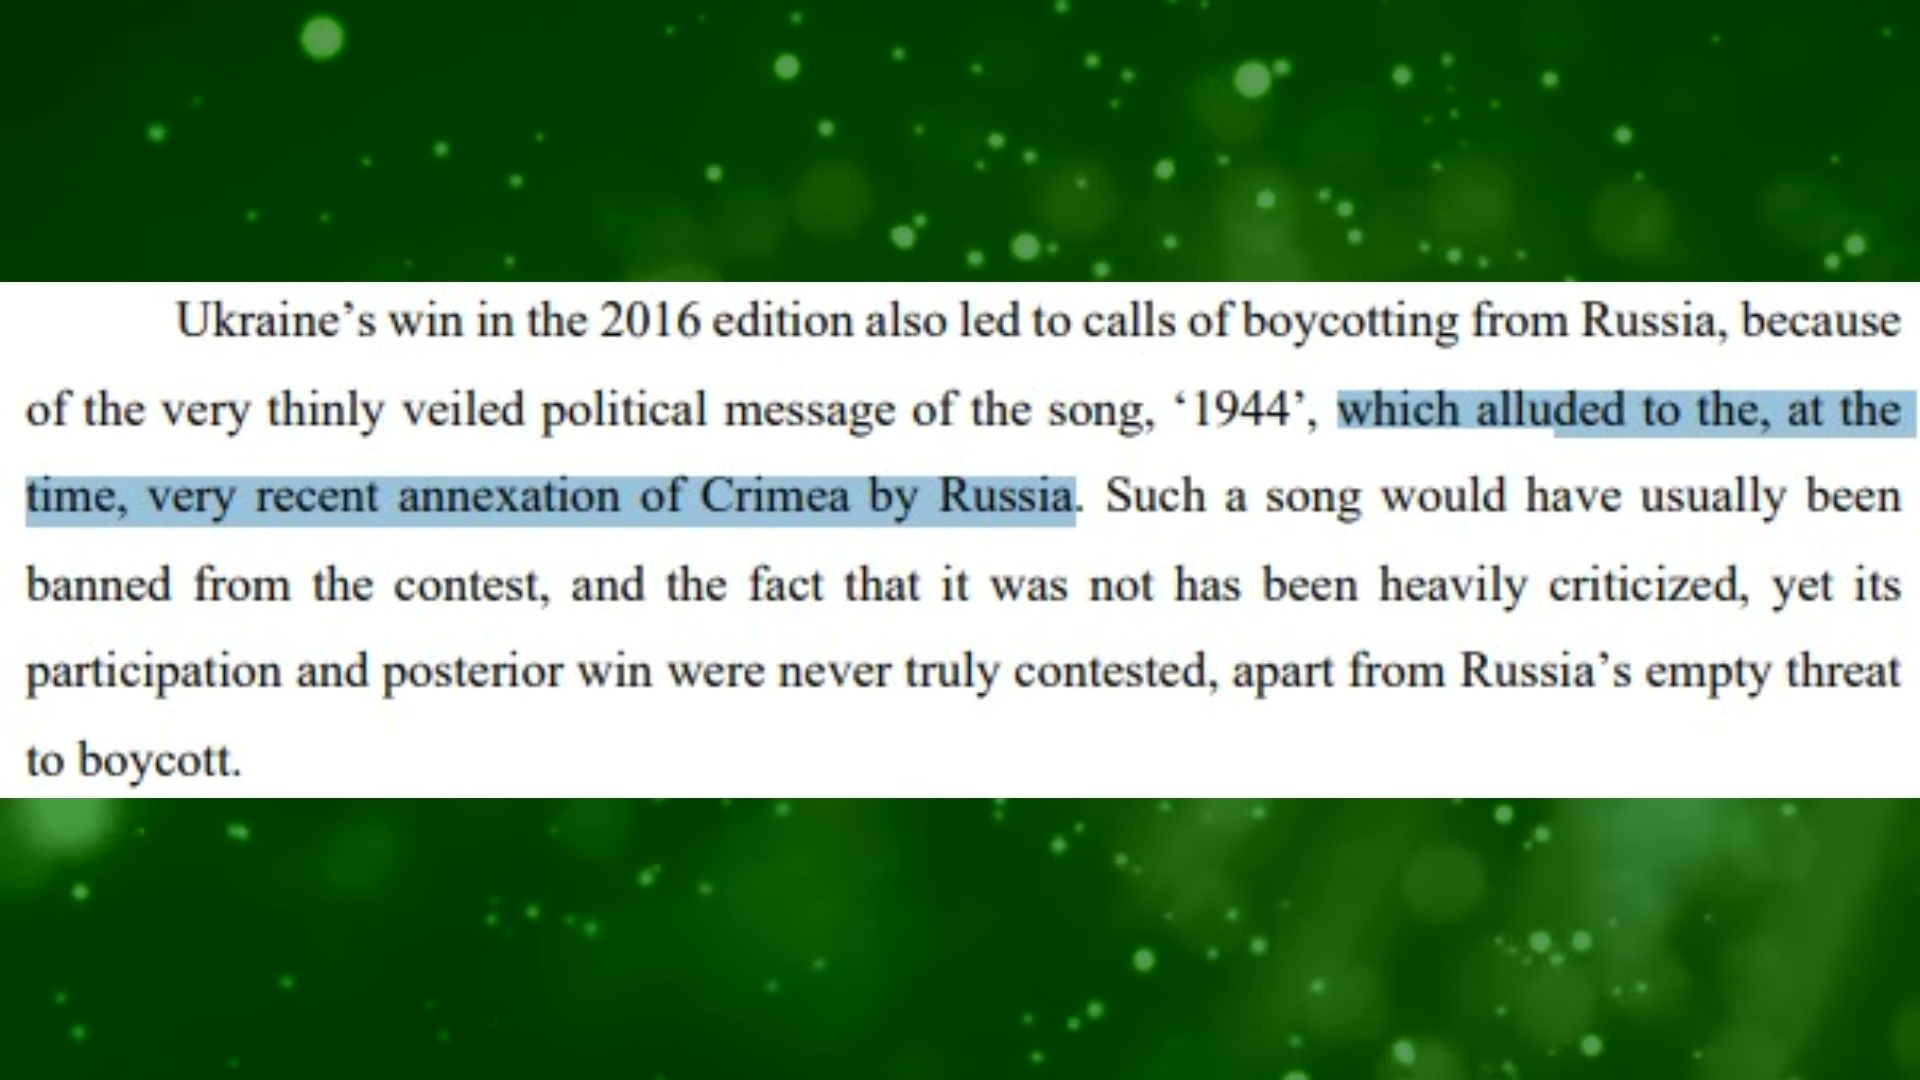 Ukraine’s win in the 2016 edition also led to calls of boycotting from Russia, because
of the very thinly veiled political message of the song, ‘1944’, which alluded to the, at the
time, very recent annexation of Crimea by Russia. Such a song would have usually been
banned from the contest, and the fact that it was not has been heavily criticized, yet its
participation and posterior win were never truly contested, apart from Russia’s empty threat
to boycott.